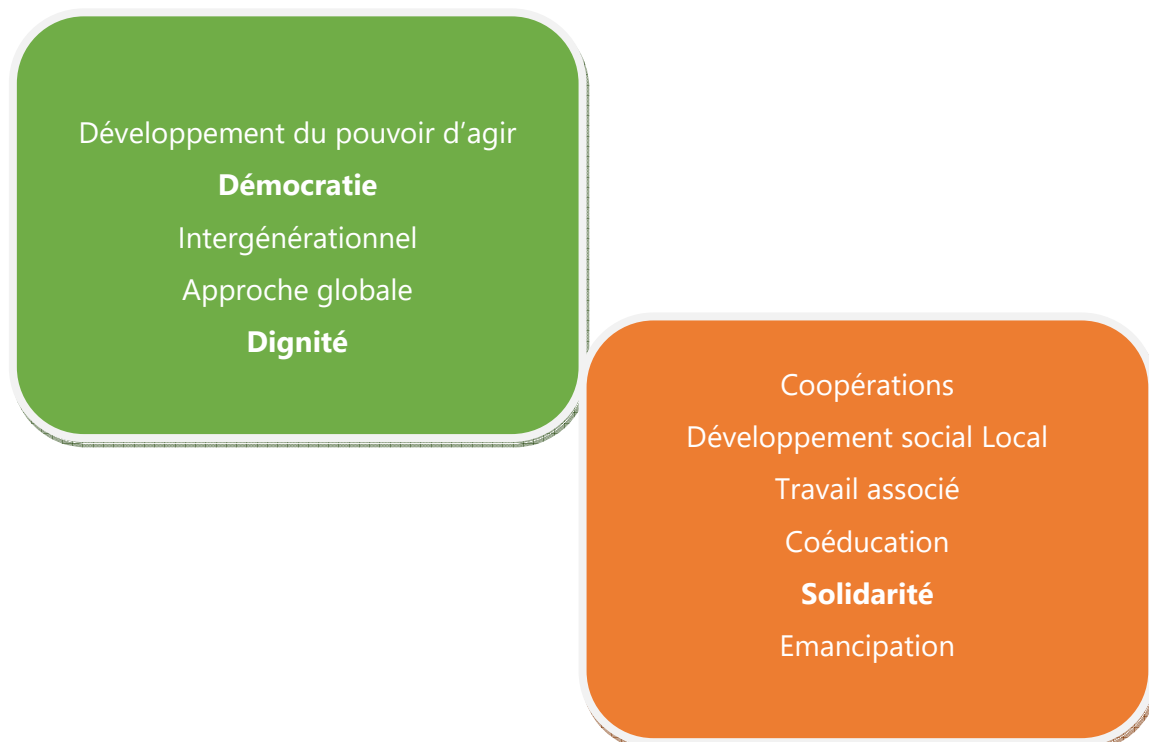 Développement du pouvoir d’agir
Démocratie
Intergénérationnel
Approche globale
Dignité
Coopérations
Développement social Local
Travail associé
Coéducation
Solidarité
Emancipation